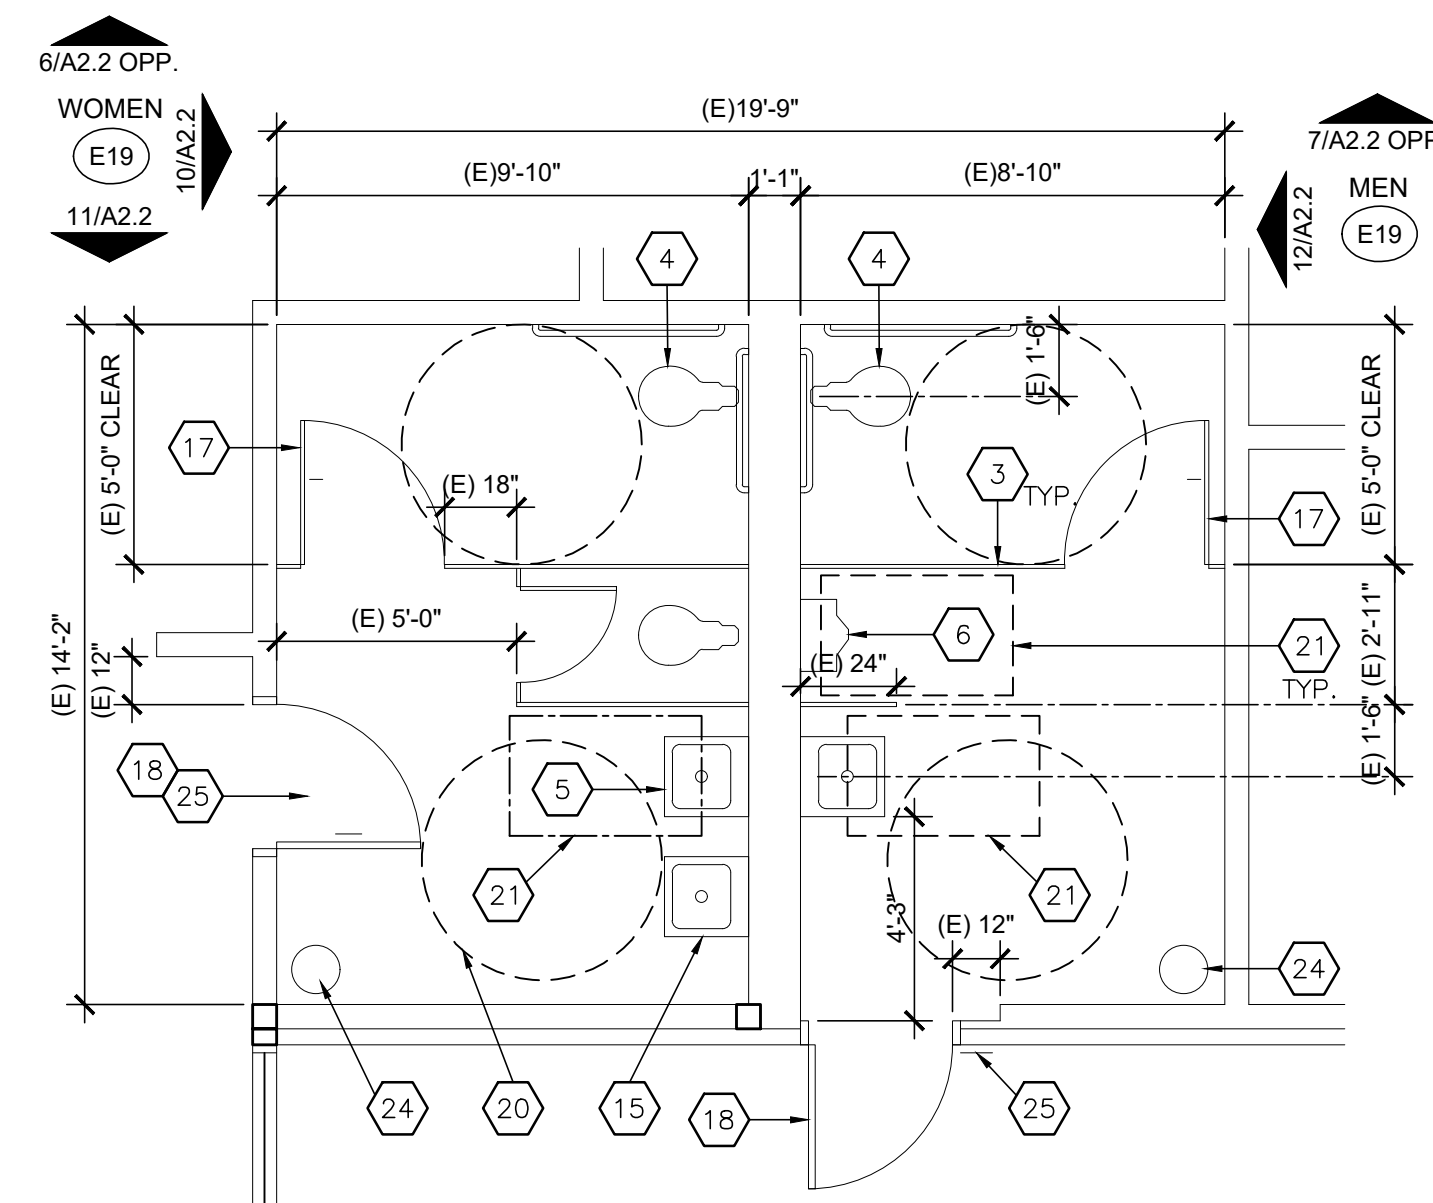 6/A2.2 OPP.
WOMEN
E19
10/A2.2
11/A2.2
(E)19'-9"
(E)9'-10"
1'-1"
(E)8'-10"
7/A2.2 OPP
MEN
E19
12/A2.2
4
4
(E) 1'-6"
(E) 5'-0" CLEAR
(E) 5'-0" CLEAR
17
(E) 18"
3
TYP.
17
(E) 5'-0"
6
(E) 24"
21
TYP.
(E) 2'-11"
(E) 14'-2"
(E) 12"
(E) 1'-6"
18
25
5
21
21
4'-3"
(E) 12"
24
24
20
15
18
25